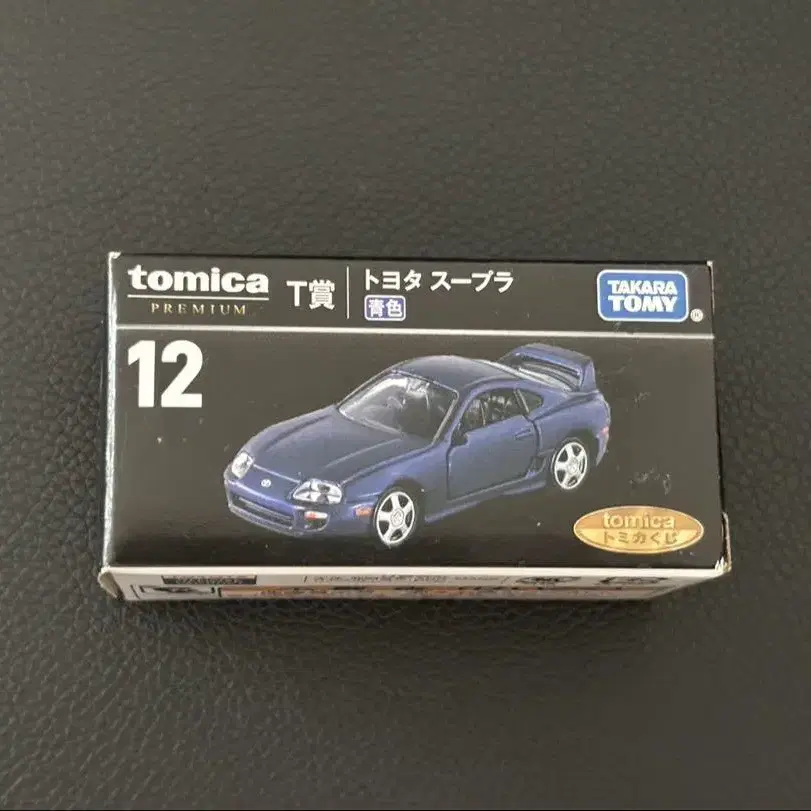 tomica
PREMIUM
T賞
トヨタ スープラ
青色
TAKARA
TOMY
®
12
tomica
トミカくじ